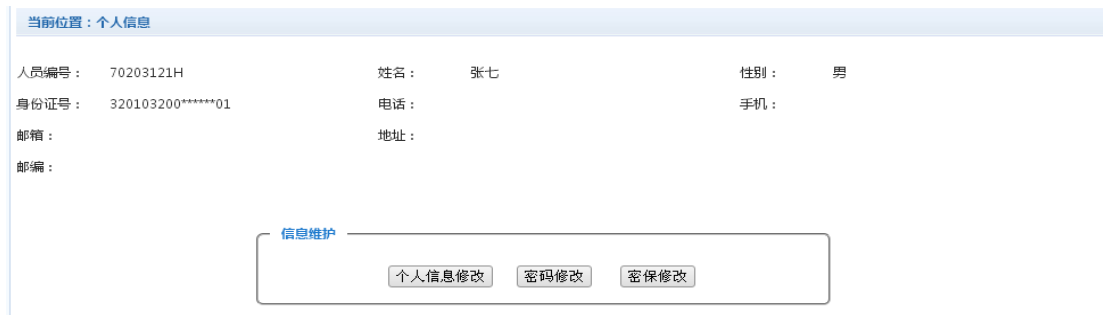 当前位置：个人信息
人员编号： 70203121H 姓名： 张七 性别： 男
身份证号： 320103200******01 电话： 手机：
邮箱： 地址：
邮编：
信息维护
个人信息修改 密码修改 密保修改